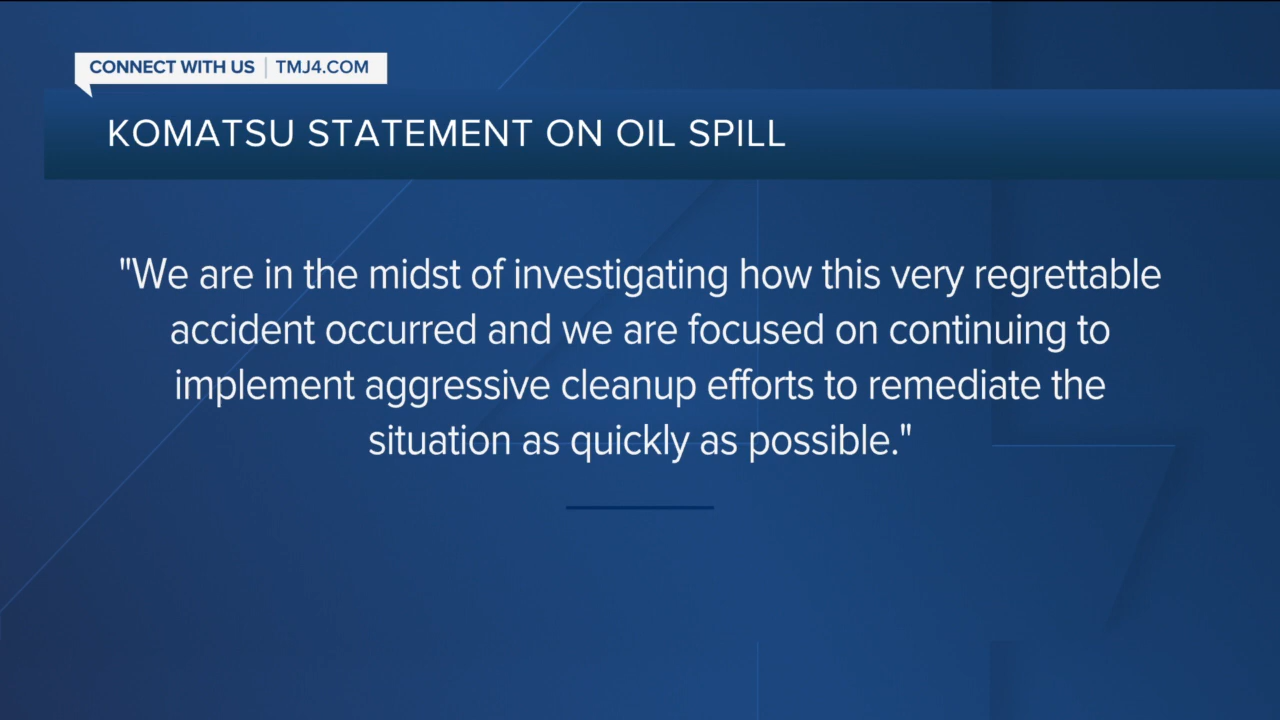 CONNECT WITH US | TMJ4.COM
KOMATSU STATEMENT ON OIL SPILL
"We are in the midst of investigating how this very regrettable
accident occurred and we are focused on continuing to
implement aggressive cleanup efforts to remediate the
situation as quickly as possible."